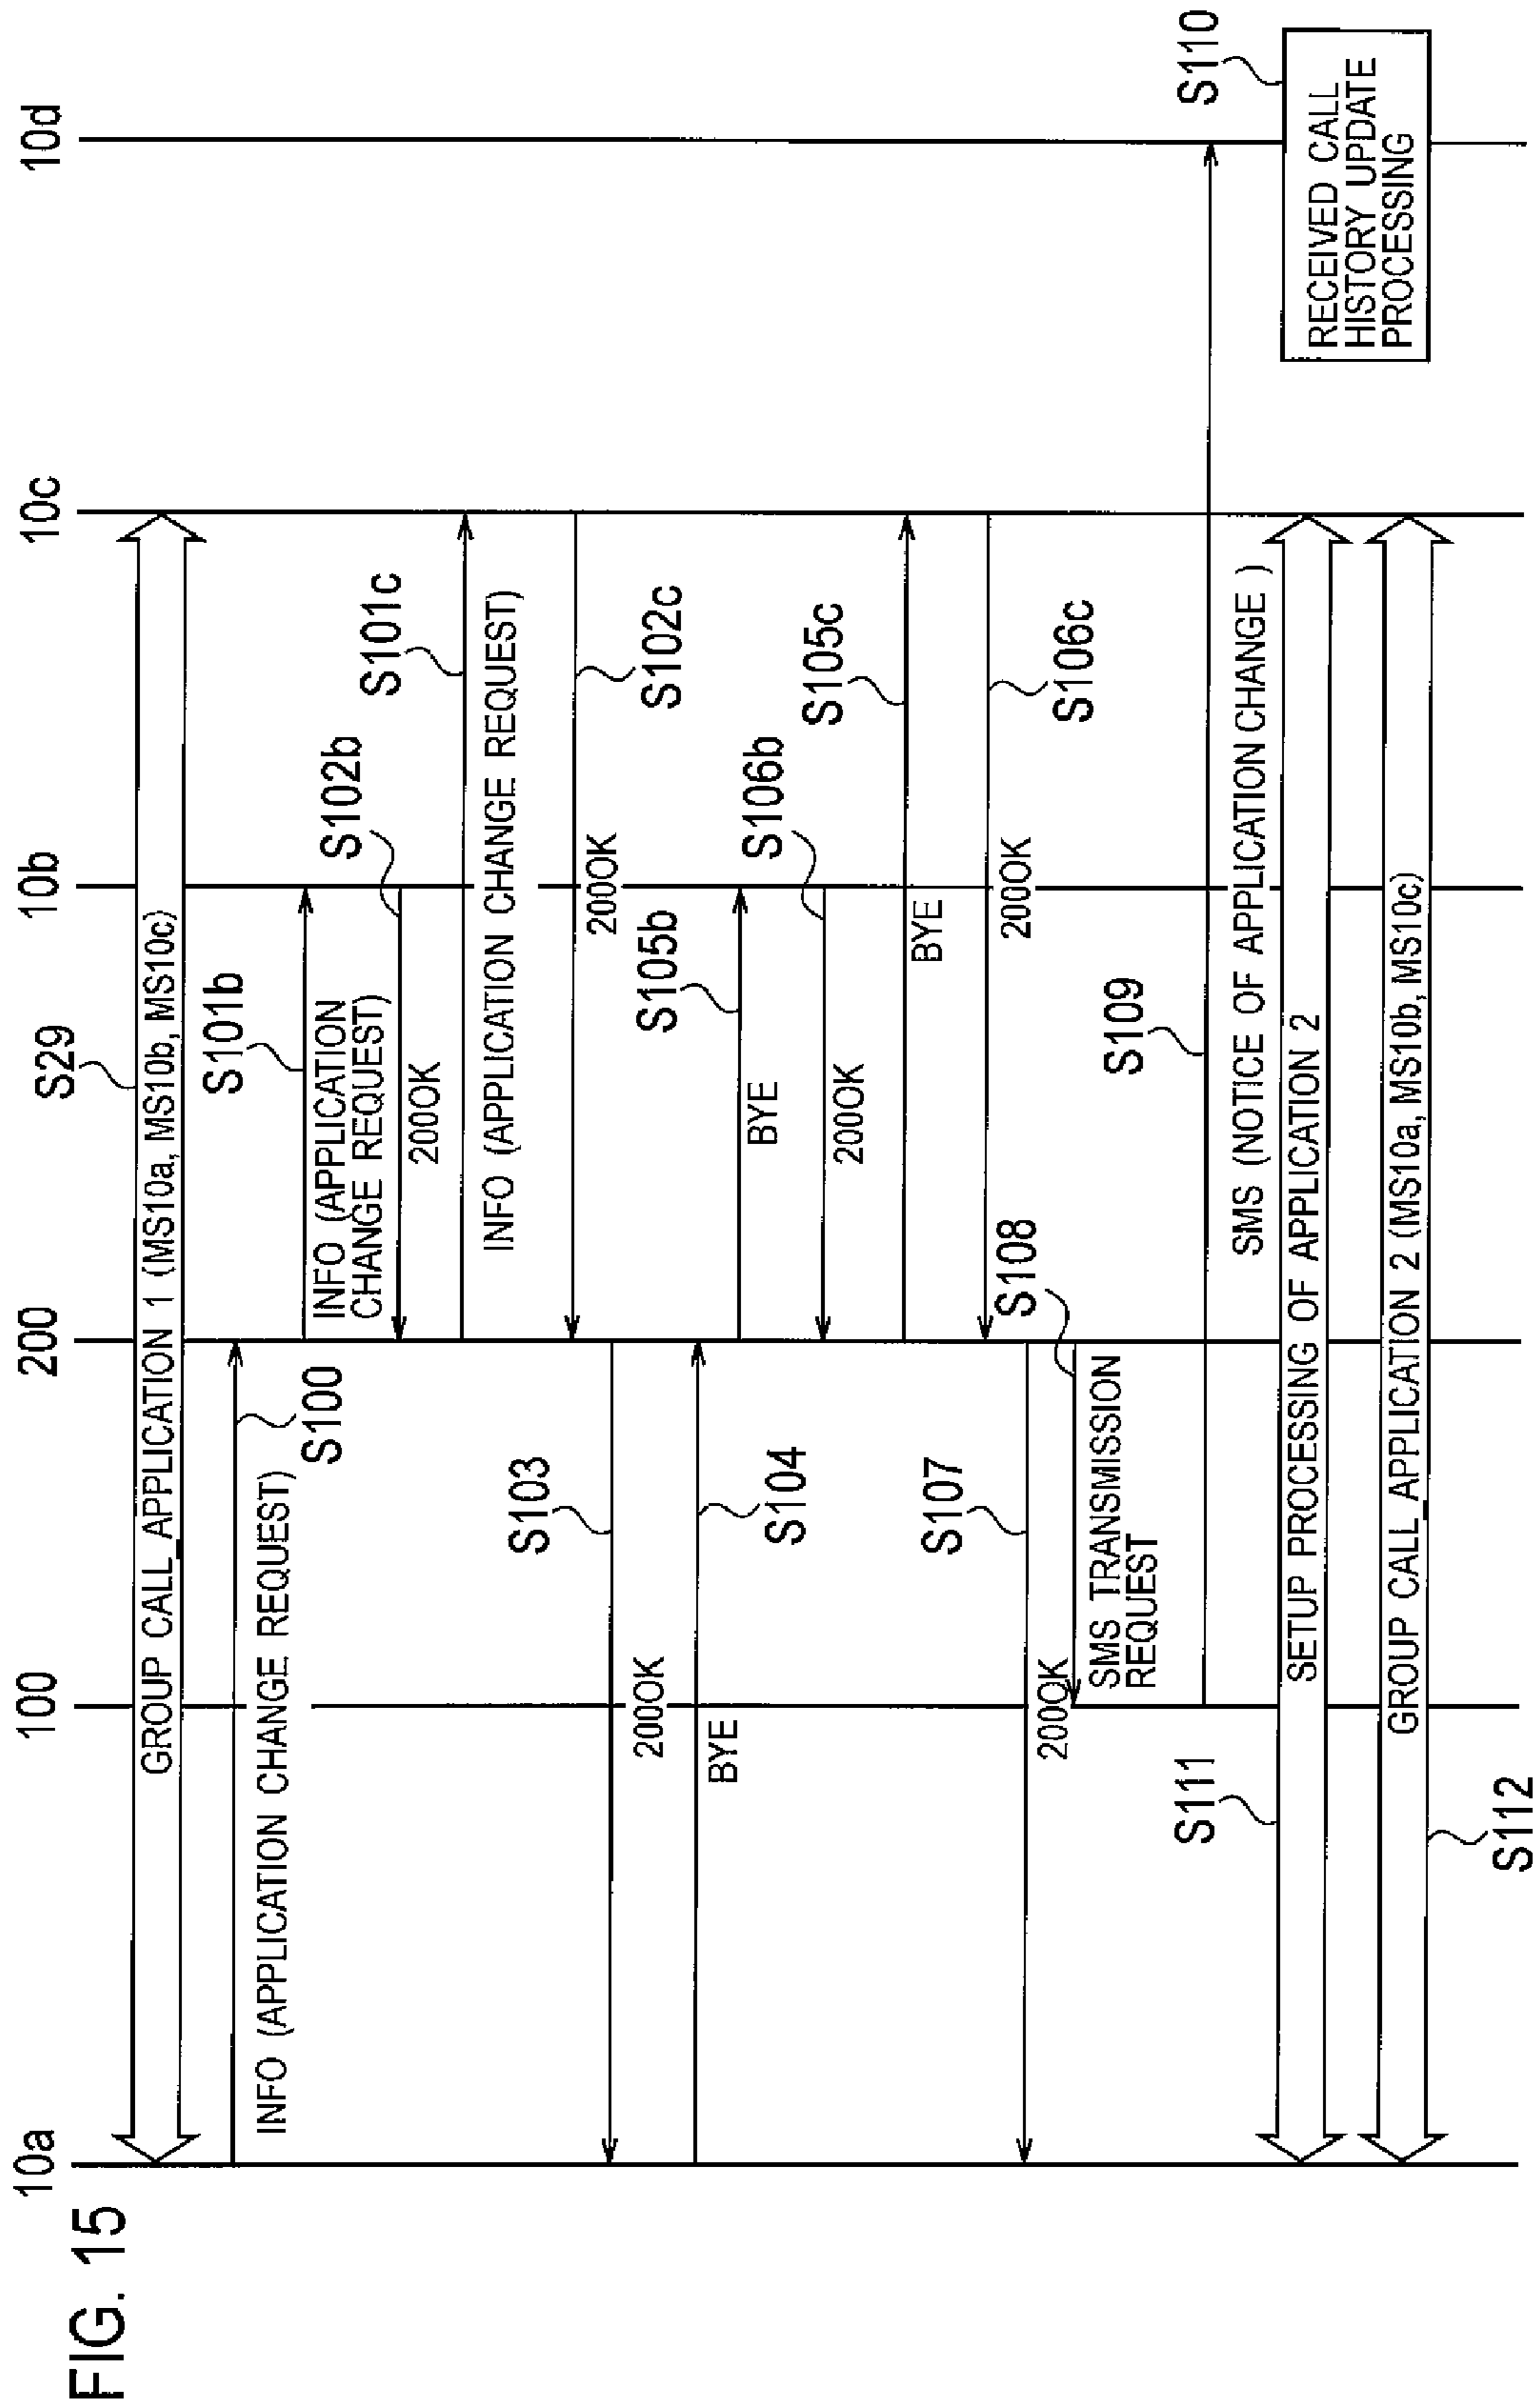 FIG. 15
10a
100
200
10b
10c
10d
S29
GROUP CALL APPLICATION 1 (MS10a, MS10b, MS10c)
S100
INFO (APPLICATION CHANGE REQUEST)
S101b
INFO (APPLICATION
CHANGE REQUEST)
S102b
200OK
S101c
INFO (APPLICATION CHANGE REQUEST)
S102c
200OK
S103
200OK
S104
BYE
S105b
BYE
S106b
200OK
S105c
BYE
S106c
200OK
S107
200OK
S108
SMS TRANSMISSION
REQUEST
S109
SMS (NOTICE OF APPLICATION CHANGE )
S110
RECEIVED CALL
HISTORY UPDATE
PROCESSING
S111
SETUP PROCESSING OF APPLICATION 2
GROUP CALL APPLICATION 2 (MS10a, MS10b, MS10c)
S112